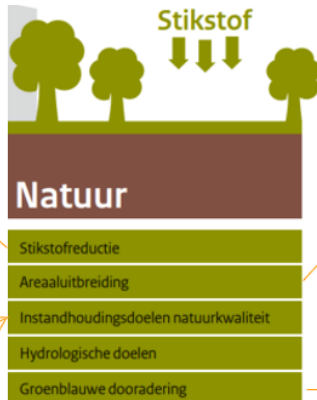 Stikstof
Natuur
Stikstofreductie
Areaaluitbreiding
Instandhoudingsdoelen natuurkwaliteit
Hydrologische doelen
Groenblauwe dooradering